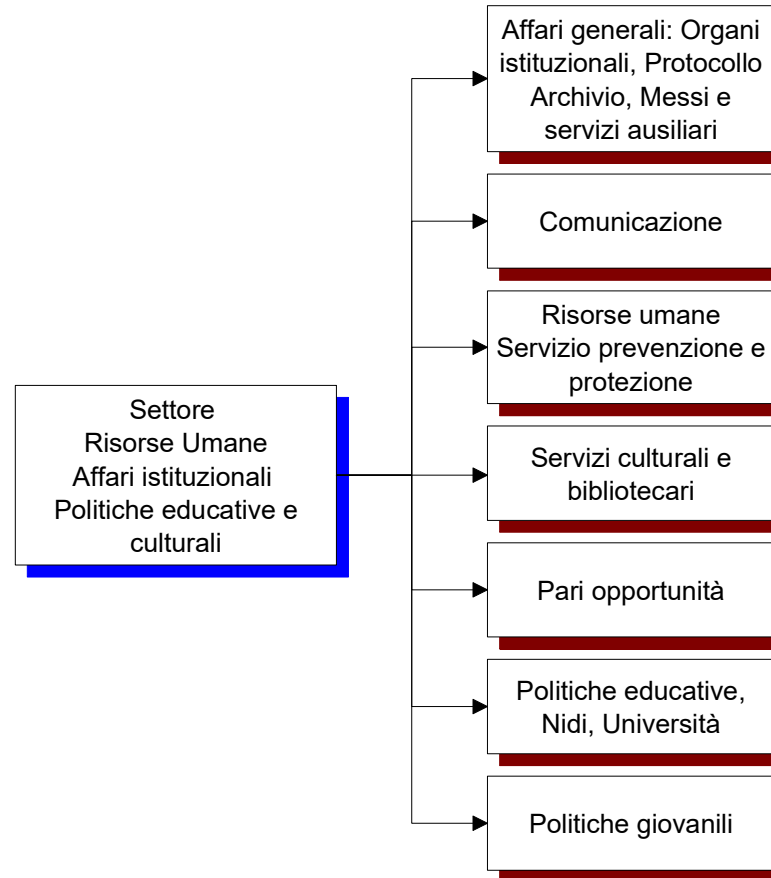 Affari generali: Organi
istituzionali, Protocollo
Archivio, Messi e
servizi ausiliari
Comunicazione
Risorse umane
Servizio prevenzione e
protezione
Settore
Risorse Umane
Affari istituzionali
Politiche educative e
culturali
Servizi culturali e
bibliotecari
Pari opportunità
Politiche educative,
Nidi, Università
Politiche giovanili